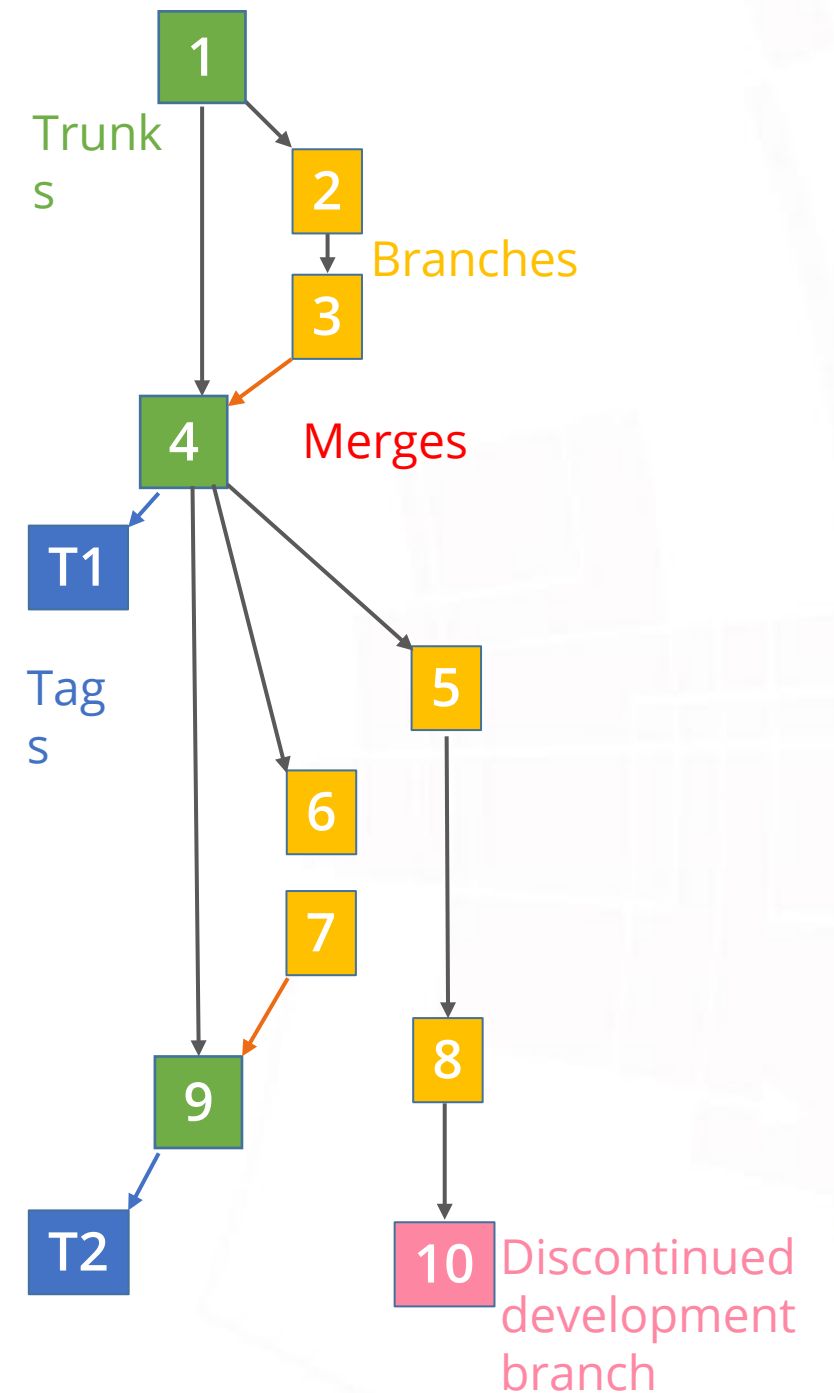 1
Trunk
s
2
Branches
3
4
Merges
T1
Tag
s
5
6
7
8
9
T2
10
Discontinued
development
branch